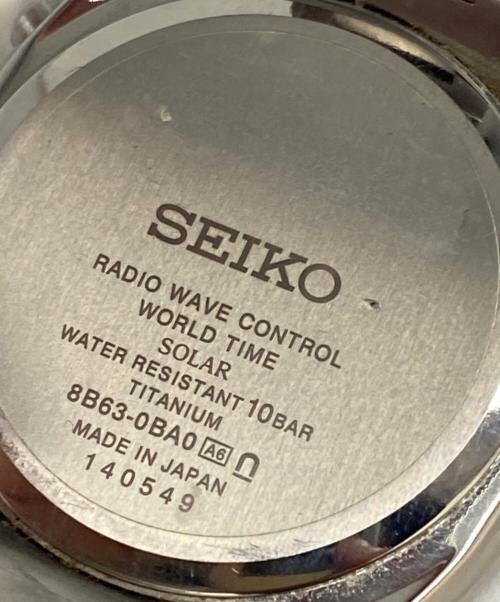 SEIKO
RADIO WAVE CONTROL
WORLD TIME
SOLAR
WATER RESISTANT 10BAR
TITANIUM
8B63-0BA0 A6
MADE IN JAPAN
140549